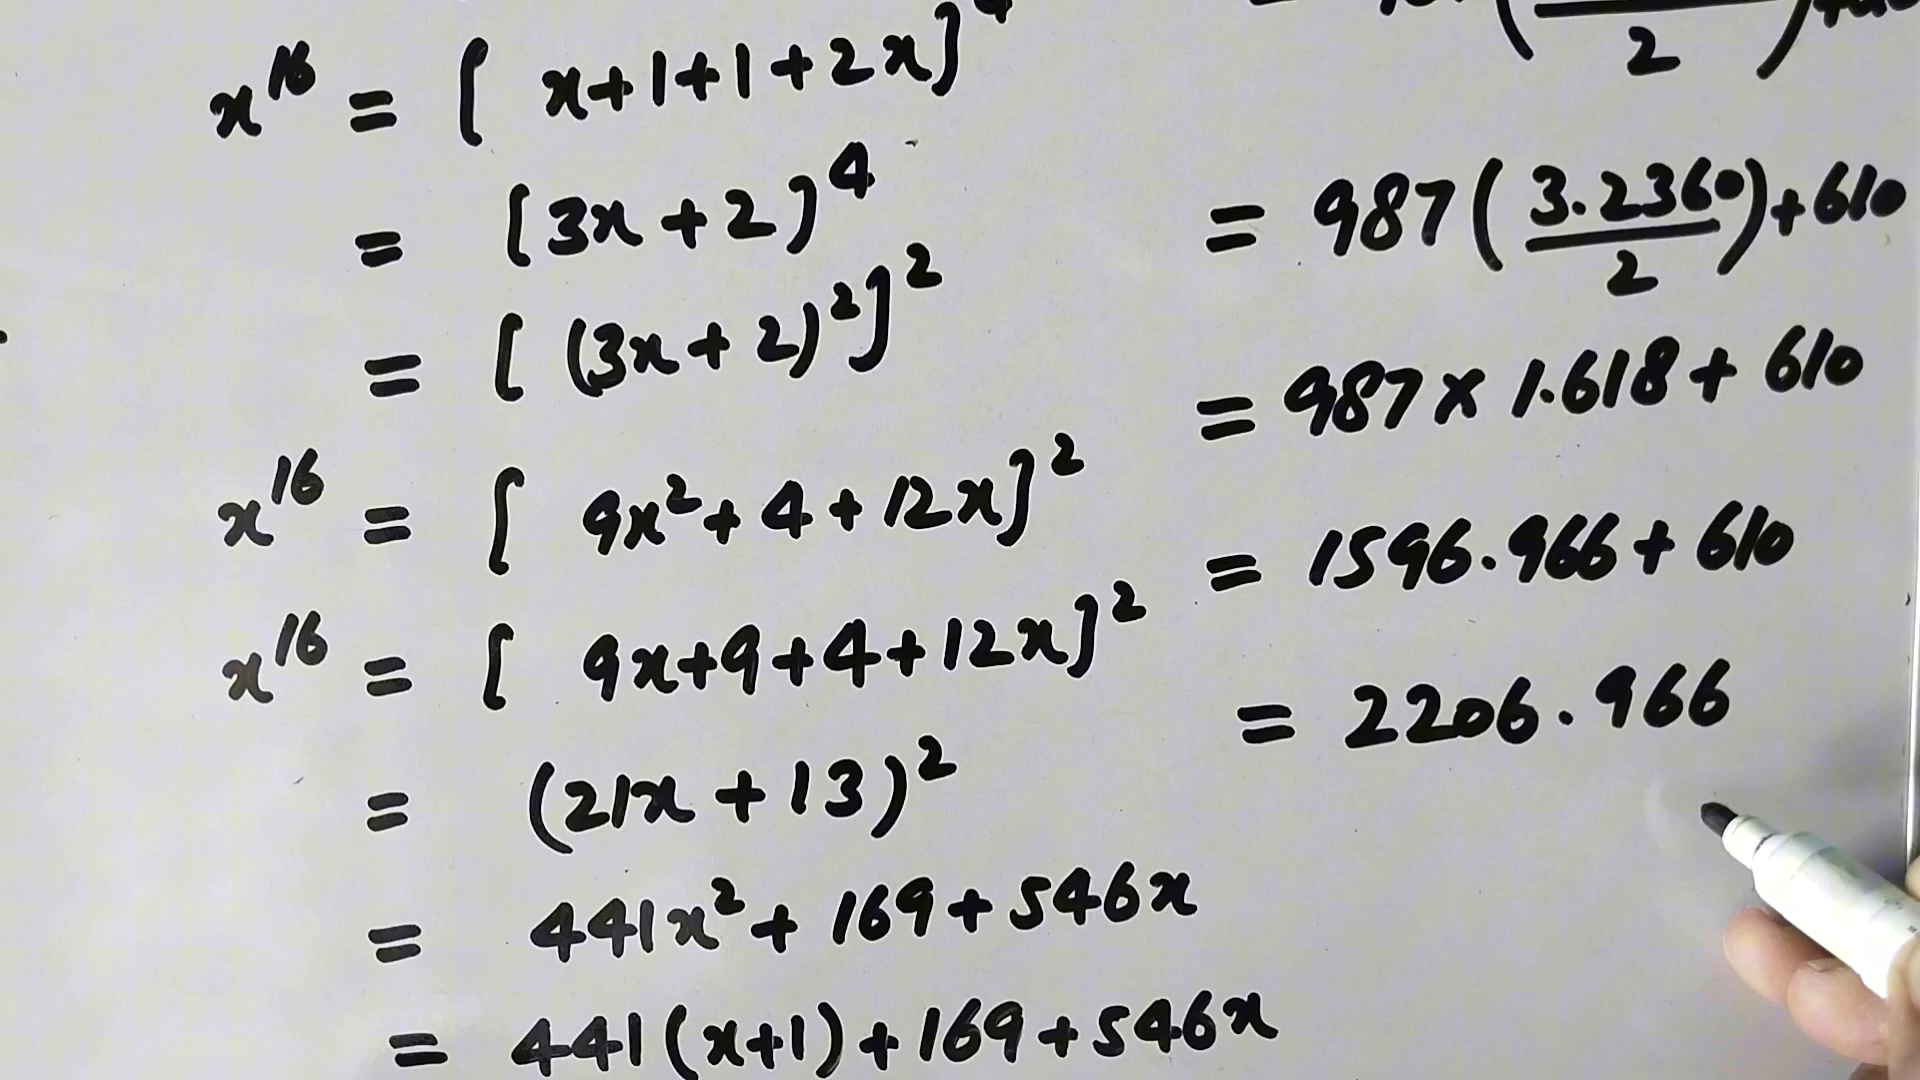 x^16 = [ x+1+1+2x]^4
= [3x+2]^4
= [ (3x+2)^2]^2
x^16 = [ 9x^2+4+12x]^2
x^16 = [ 9x+9+4+12x]^2
= (21x+13)^2
= 441x^2+169+546x
= 441(x+1)+169+546x
2
= 987(3.2360/2)+610
= 987×1.618+610
= 1596.966+610
= 2206.966